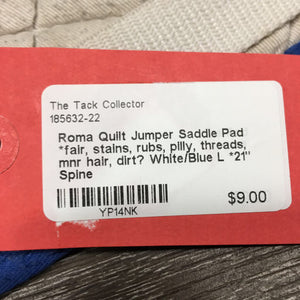 The Tack Collector
185632-22
Roma Quilt Jumper Saddle Pad
*fair, stains, rubs, pilly, threads,
mnr hair, dirt? White/Blue L *21"
Spine
$9.00
YP14NK